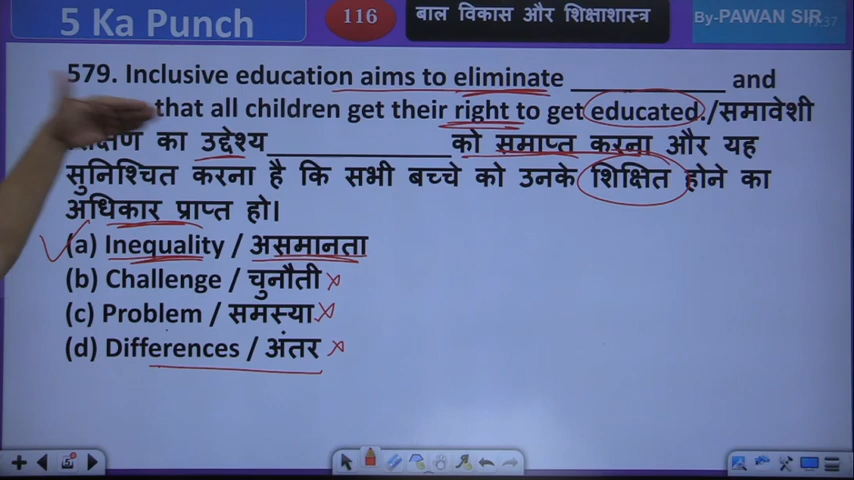 5 Ka Punch
116
बाल विकास और शिक्षाशास्त्र
By-PAWAN SIR
579. Inclusive education aims to eliminate ____________ and
that all children get their right to get educated./समावेशी
का उद्देश्य ______________ को समाप्त करना और यह
सुनिश्चित करना है कि सभी बच्चे को उनके शिक्षित होने का
अधिकार प्राप्त हो।
(a) Inequality / असमानता
(b) Challenge / चुनौती
(c) Problem / समस्या
(d) Differences / अंतर